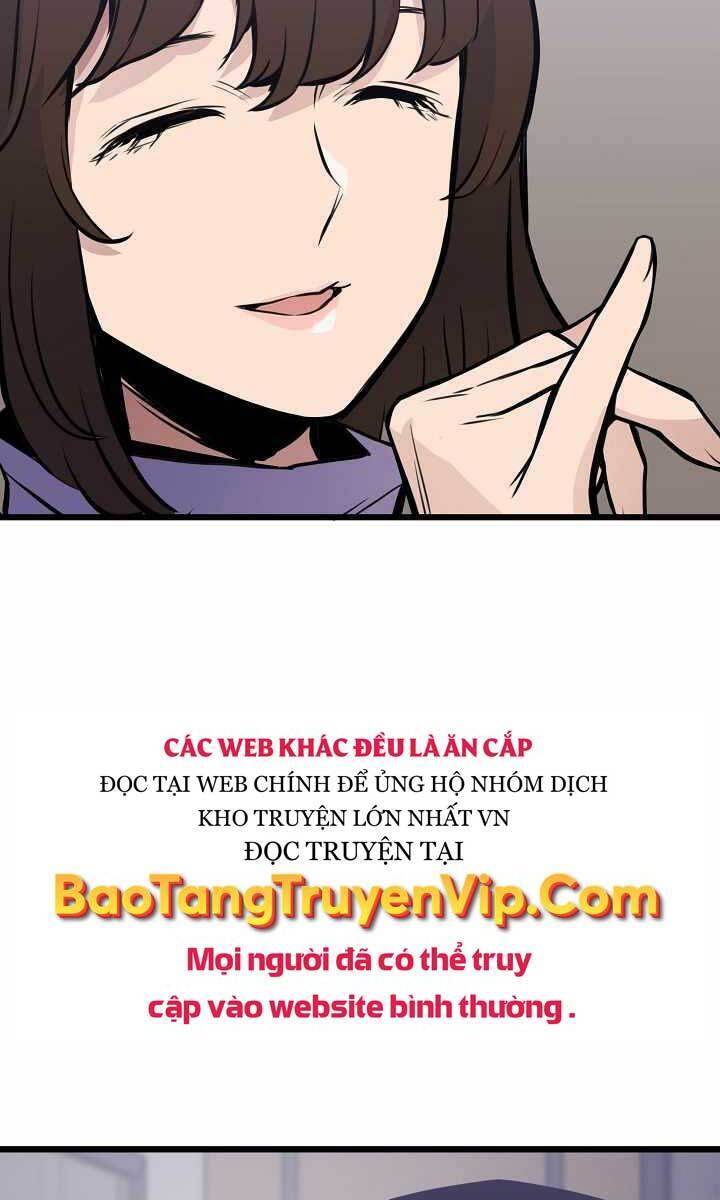 CÁC WEB KHÁC ĐỀU LÀ ĂN CẮP
ĐỌC TẠI WEB CHÍNH ĐỂ ỦNG HỘ NHÓM DỊCH
KHO TRUYỆN LỚN NHẤT VN
ĐỌC TRUYỆN TẠI
BaoTangTruyenVip.Com
Mọi người đã có thể truy
cập vào website bình thường.